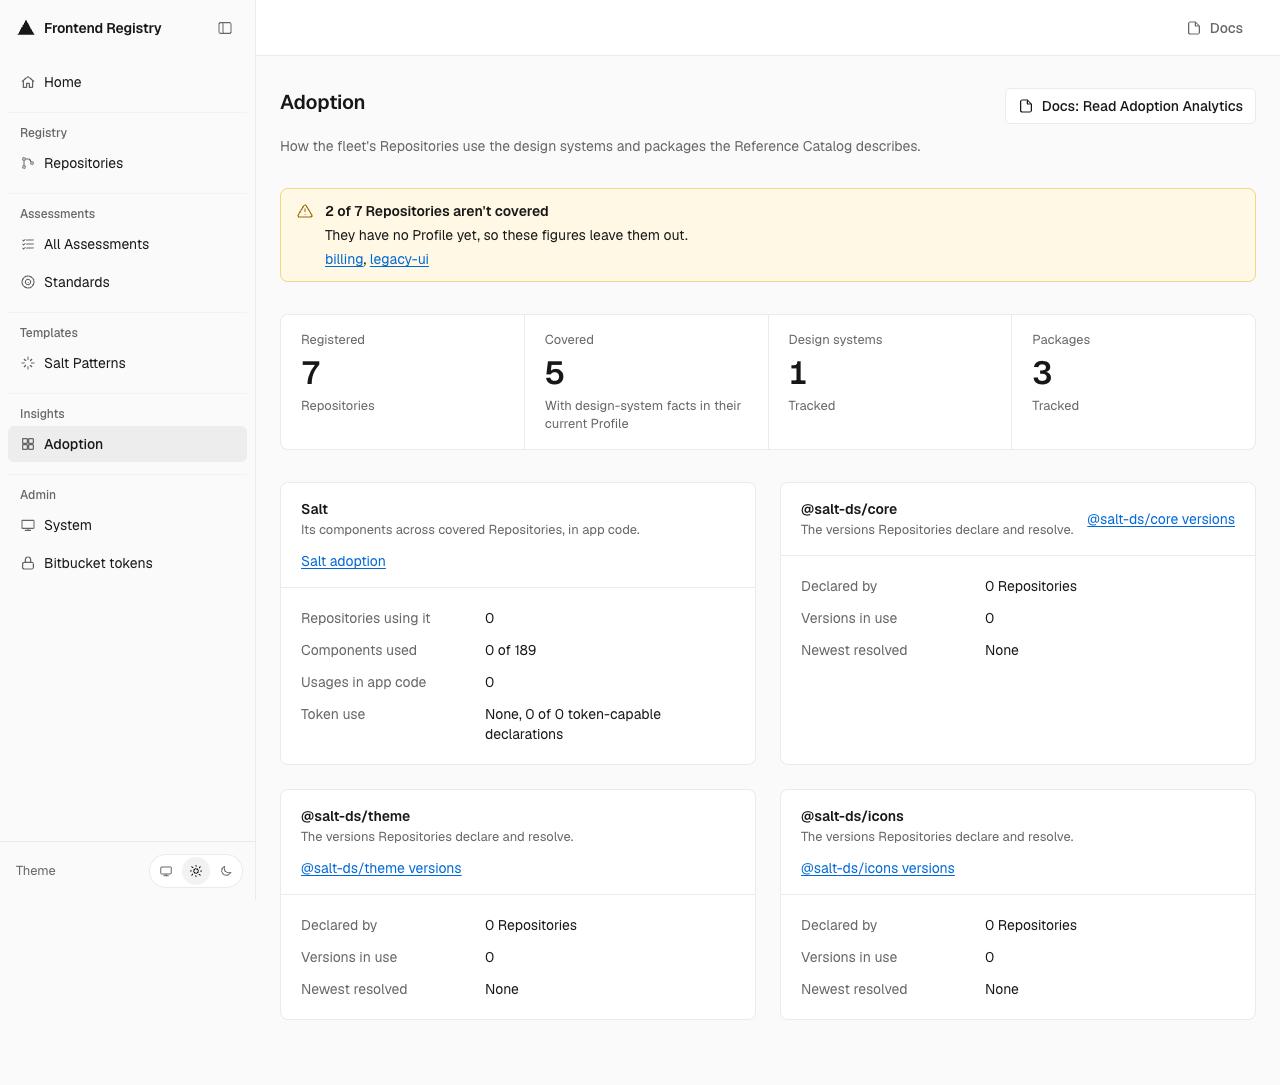 Frontend Registry
Docs
Home
Registry
Repositories
Assessments
All Assessments
Standards
Templates
Salt Patterns
Insights
Adoption
Admin
System
Bitbucket tokens
Theme
Adoption
Docs: Read Adoption Analytics
How the fleet's Repositories use the design systems and packages the Reference Catalog describes.
2 of 7 Repositories aren't covered
They have no Profile yet, so these figures leave them out.
billing, legacy-ui
Registered
7
Repositories
Covered
5
With design-system facts in their
current Profile
Design systems
1
Tracked
Packages
3
Tracked
Salt
Its components across covered Repositories, in app code.
Salt adoption
Repositories using it 0
Components used 0 of 189
Usages in app code 0
Token use None, 0 of 0 token-capable
declarations
@salt-ds/core
The versions Repositories declare and resolve.
@salt-ds/core versions
Declared by 0 Repositories
Versions in use 0
Newest resolved None
@salt-ds/theme
The versions Repositories declare and resolve.
@salt-ds/theme versions
Declared by 0 Repositories
Versions in use 0
Newest resolved None
@salt-ds/icons
The versions Repositories declare and resolve.
@salt-ds/icons versions
Declared by 0 Repositories
Versions in use 0
Newest resolved None